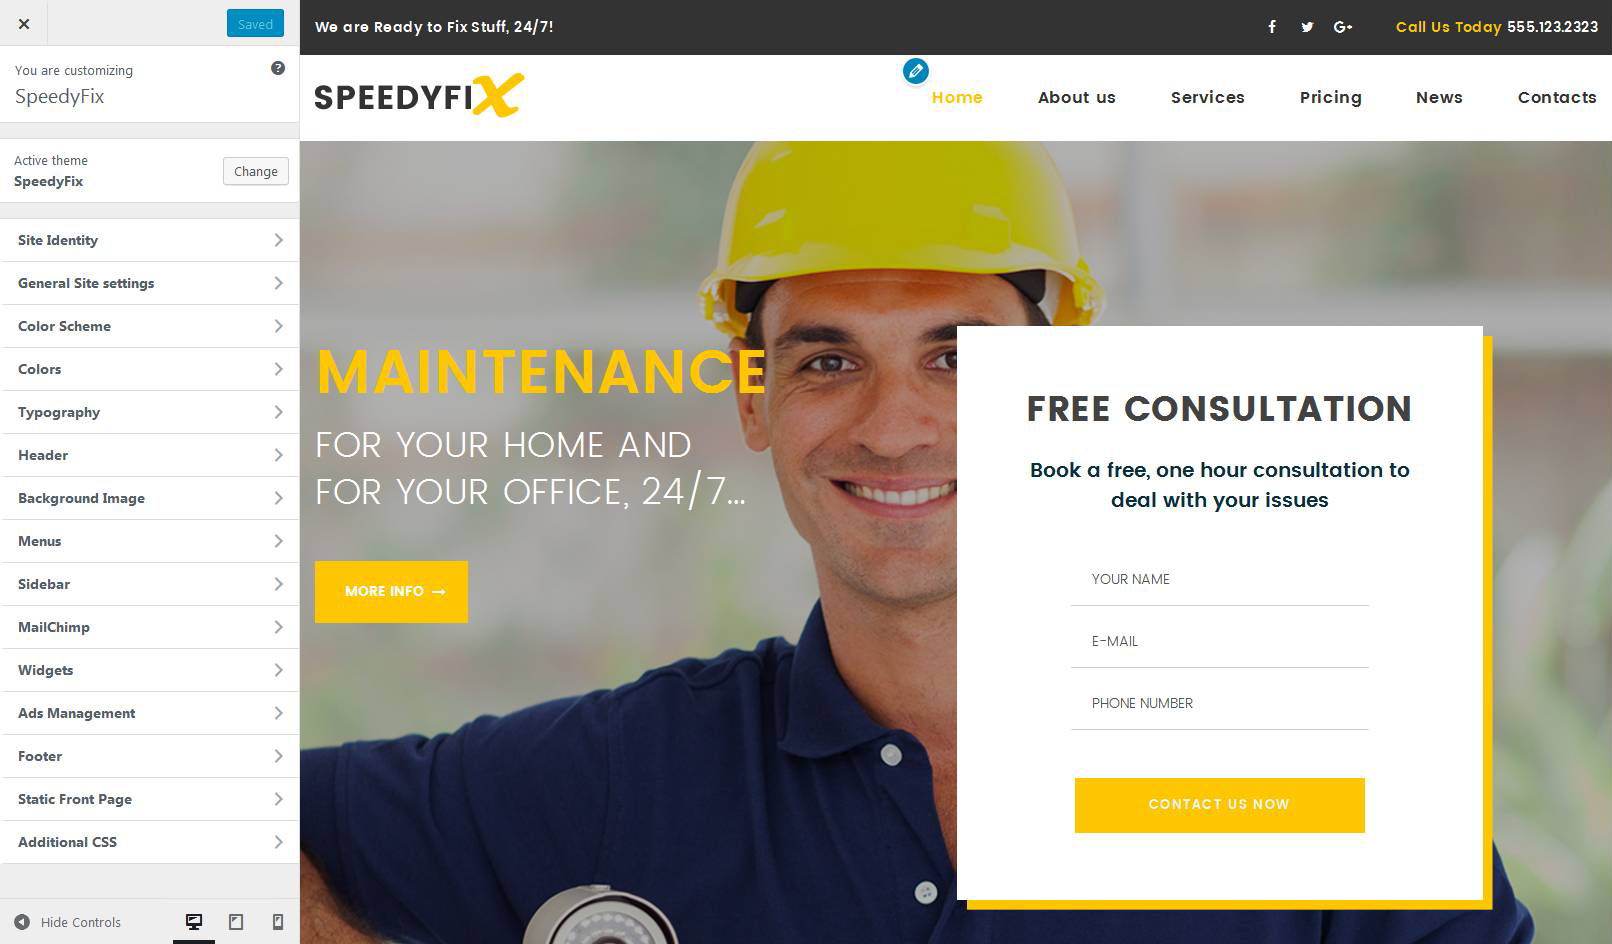 Saved
You are customizing
SpeedyFix
Active theme
SpeedyFix
Change
Site Identity
General Site settings
Color Scheme
Colors
Typography
Header
Background Image
Menus
Sidebar
MailChimp
Widgets
Ads Management
Footer
Static Front Page
Additional CSS
Hide Controls
We are Ready to Fix Stuff, 24/7!
Call Us Today 555.123.2323
SPEEDYFIX
Home About us Services Pricing News Contacts
MAINTENANCE
FOR YOUR HOME AND
FOR YOUR OFFICE, 24/7...
MORE INFO →
FREE CONSULTATION
Book a free, one hour consultation to
deal with your issues
YOUR NAME
E-MAIL
PHONE NUMBER
CONTACT US NOW